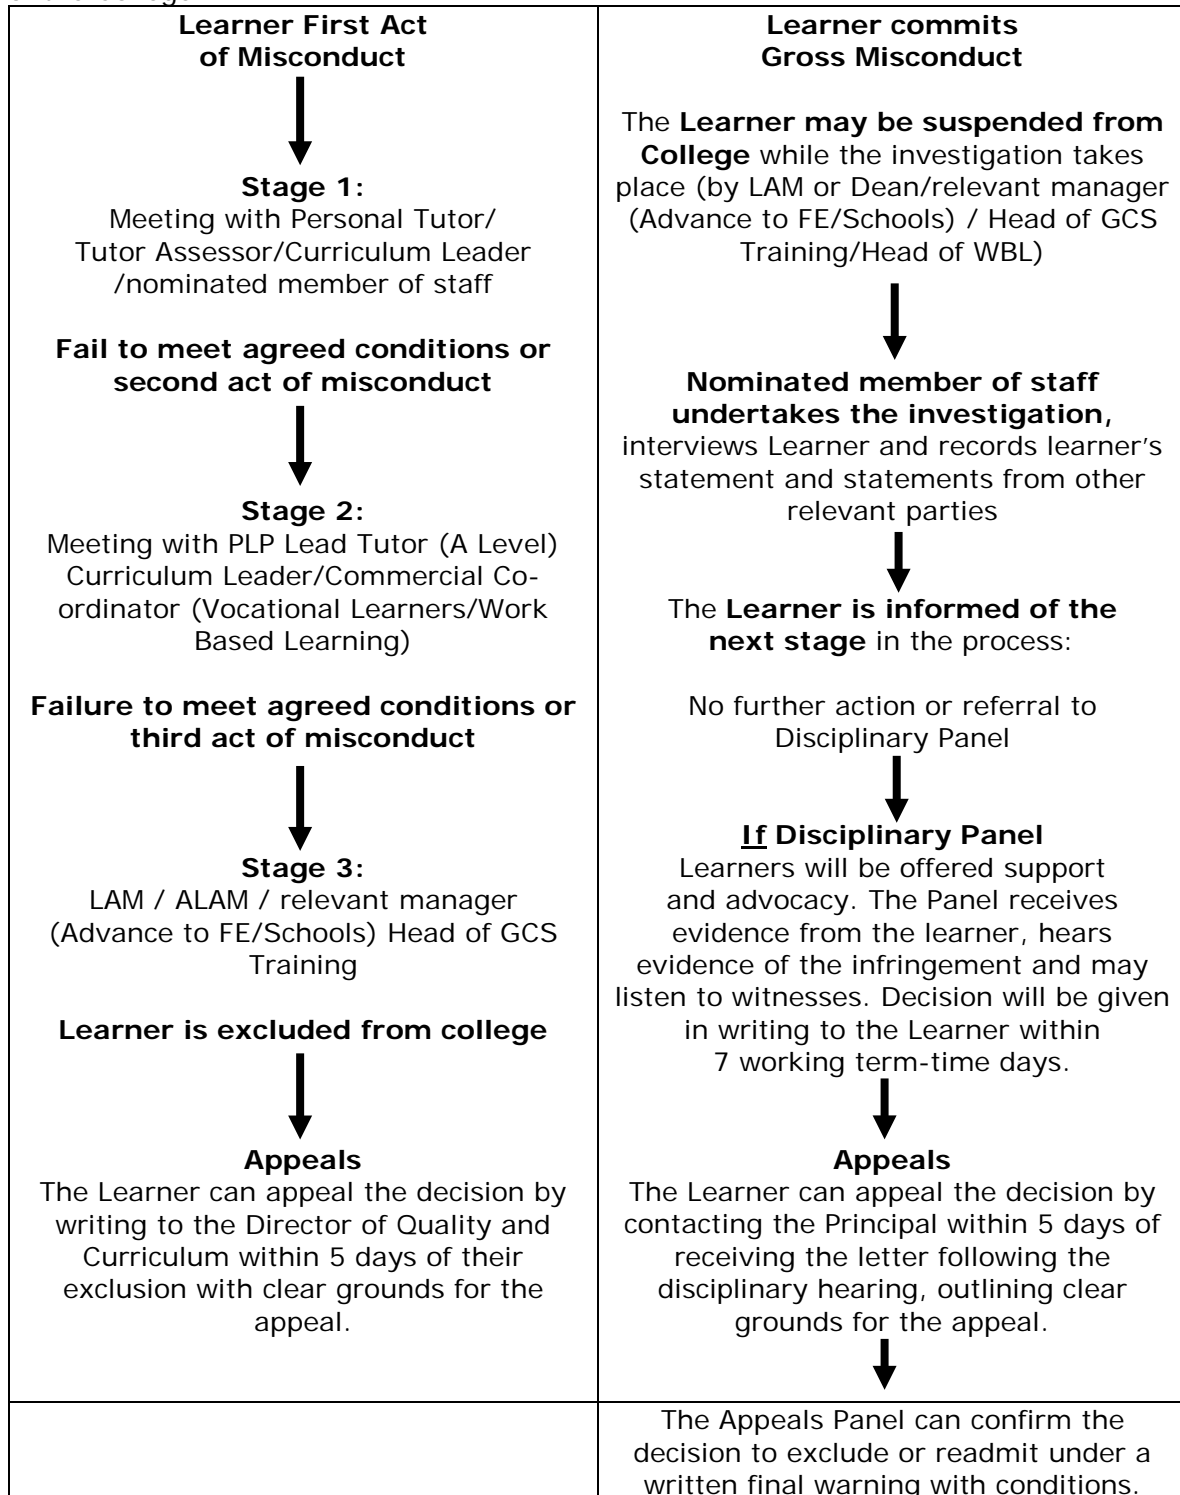 Learner First Act
of Misconduct
Stage 1:
Meeting with Personal Tutor/
Tutor Assessor/Curriculum Leader
/nominated member of staff
Fail to meet agreed conditions or
second act of misconduct
Stage 2:
Meeting with PLP Lead Tutor (A Level)
Curriculum Leader/Commercial Co-
ordinator (Vocational Learners/Work
Based Learning)
Failure to meet agreed conditions or
third act of misconduct
Stage 3:
LAM / ALAM / relevant manager
(Advance to FE/Schools) Head of GCS
Training
Learner is excluded from college
Appeals
The Learner can appeal the decision by
writing to the Director of Quality and
Curriculum within 5 days of their
exclusion with clear grounds for the
appeal.
Learner commits
Gross Misconduct
The Learner may be suspended from
College while the investigation takes
place (by LAM or Dean/relevant manager
(Advance to FE/Schools) / Head of GCS
Training/Head of WBL)
Nominated member of staff
undertakes the investigation,
interviews Learner and records learner's
statement and statements from other
relevant parties
The Learner is informed of the
next stage in the process:
No further action or referral to
Disciplinary Panel
If Disciplinary Panel
Learners will be offered support
and advocacy. The Panel receives
evidence from the learner, hears
evidence of the infringement and may
listen to witnesses. Decision will be given
in writing to the Learner within
7 working term-time days.
Appeals
The Learner can appeal the decision by
contacting the Principal within 5 days of
receiving the letter following the
disciplinary hearing, outlining clear
grounds for the appeal.
The Appeals Panel can confirm the
decision to exclude or readmit under a
written final warning with conditions.